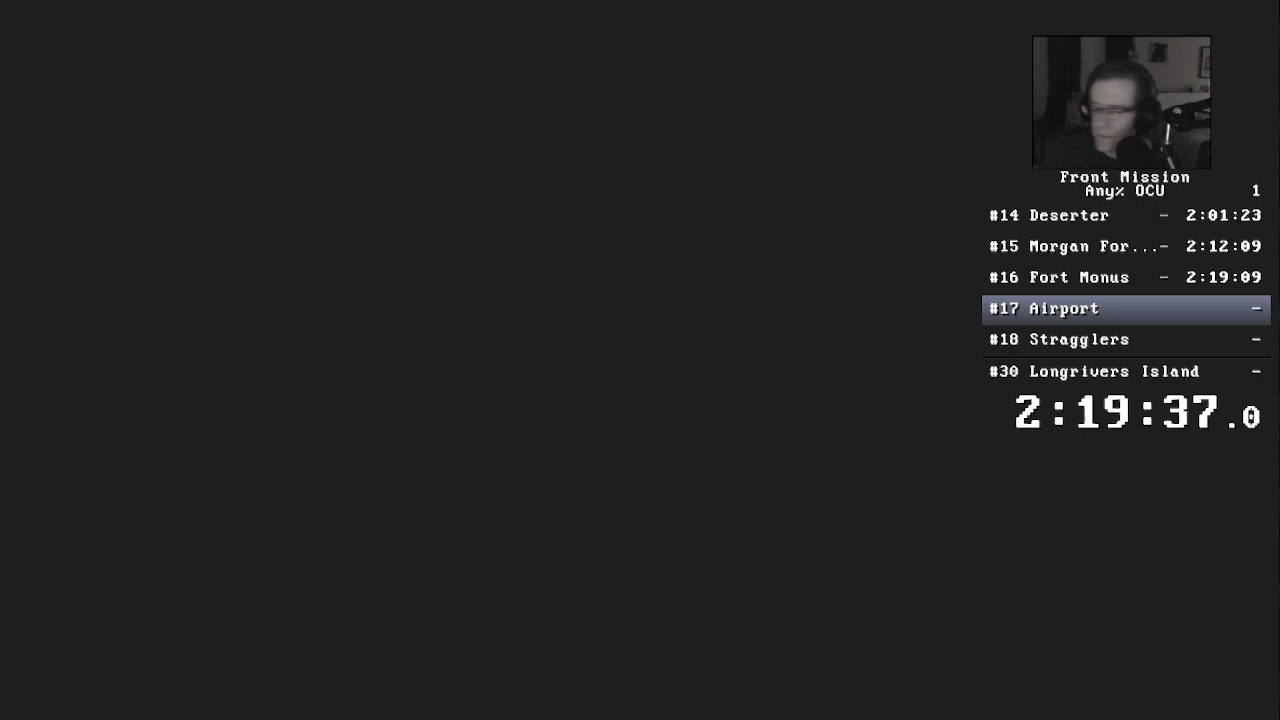 Front Mission
Any% OCU 1
#14 Deserter - 2:01:23
#15 Morgan For...- 2:12:09
#16 Fort Monus - 2:19:09
#17 Airport -
#18 Stragglers -
#30 Longrivers Island -
2:19:37.0